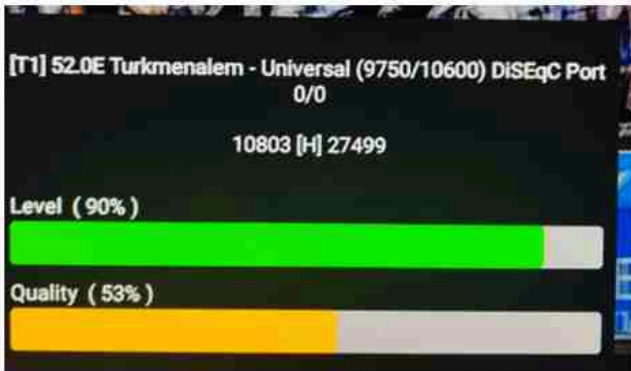 [T1] 52.0E Turkmenalem - Universal (9750/10600) DiSEqC Port
0/0
10803 [H] 27499
Level ( 90% )
Quality ( 53% )